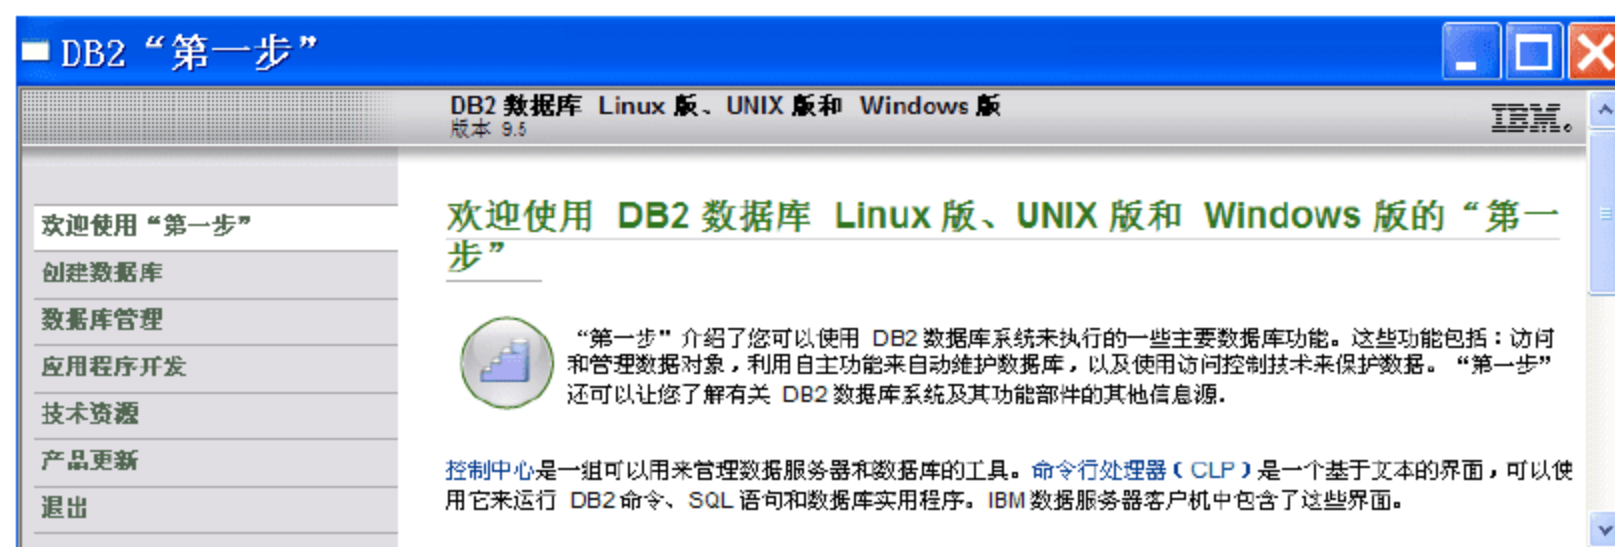 DB2 “第一步”
DB2 数据库 Linux 版、UNIX 版和 Windows 版
版本 9.5
IBM.
欢迎使用“第一步”
创建数据库
数据库管理
应用程序开发
技术资源
产品更新
退出
欢迎使用 DB2 数据库 Linux 版、UNIX 版和 Windows 版的“第一
步”
“第一步”介绍了您可以使用 DB2 数据库系统来执行的一些主要数据库功能。这些功能包括：访问
和管理数据对象，利用自主功能来自动维护数据库，以及使用访问控制技术来保护数据。“第一步”
还可以让您了解有关 DB2 数据库系统及其功能部件的其他信息源．
控制中心是一组可以用来管理数据服务器和数据库的工具。命令行处理器（CLP）是一个基于文本的界面，可以使
用它来运行 DB2 命令、SQL 语句和数据库实用程序。IBM 数据服务器客户机中包含了这些界面。